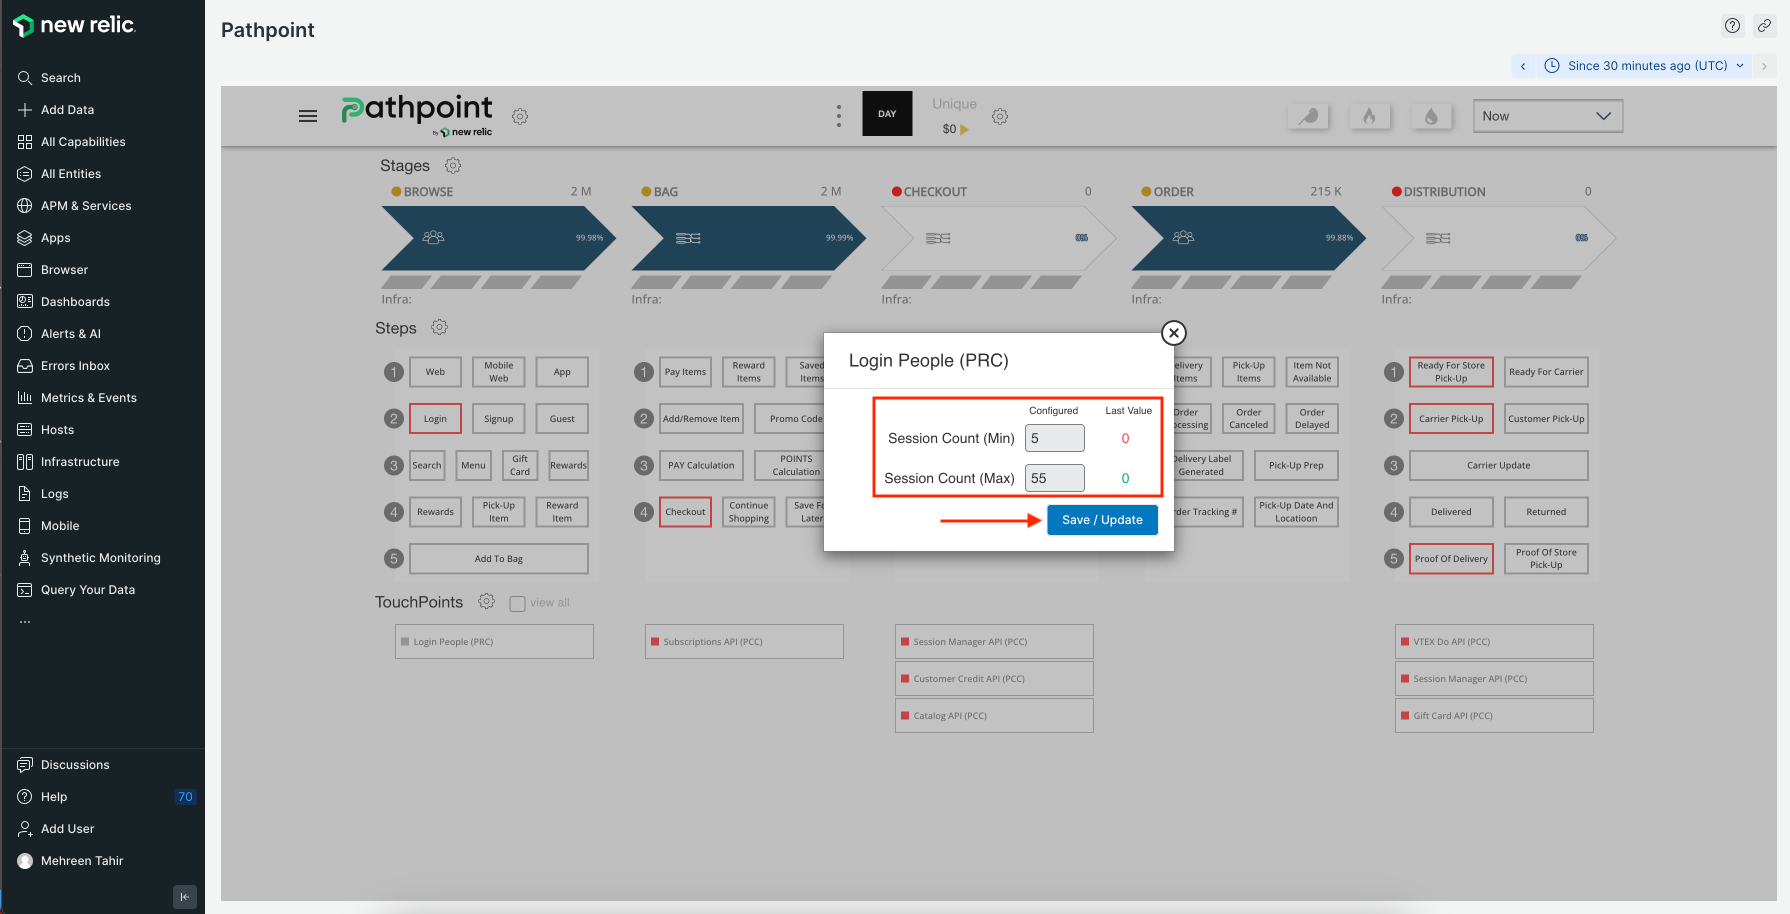 new relic.
Search
Add Data
All Capabilities
All Entities
APM & Services
Apps
Browser
Dashboards
Alerts & AI
Errors Inbox
Metrics & Events
Hosts
Infrastructure
Logs
Mobile
Synthetic Monitoring
Query Your Data
...
Discussions
Help 70
Add User
Mehreen Tahir
Pathpoint
Since 30 minutes ago (UTC)
Pathpoint
by new relic
DAY
Unique
$0
Now
Stages
BROWSE 2 M
BAG 2 M
CHECKOUT 0
ORDER 215 K
DISTRIBUTION 0
99.98%
99.99%
0%
99.88%
0%
Infra:
Infra:
Infra:
Infra:
Infra:
Steps
1
Web
Mobile
Web
App
2
Login
Signup
Guest
3
Search
Menu
Gift
Card
Rewards
4
Rewards
Pick-Up
Item
Reward
Item
5
Add To Bag
1
Pay Items
Reward
Items
Saved
Items
2
Add/Remove Item
Promo Code
3
PAY Calculation
POINTS
Calculation
4
Checkout
Continue
Shopping
Save Fo
Later
Login People (PRC)
Configured Last Value
Session Count (Min) 5 0
Session Count (Max) 55 0
Save / Update
elivery
Items
Pick-Up
Items
Item Not
Available
Order
ocessing
Order
Canceled
Order
Delayed
Delivery Label
Generated
Pick-Up Prep
rder Tracking #
Pick-Up Date And
Locatioon
1
Ready For Store
Pick-Up
Ready For Carrier
2
Carrier Pick-Up
Customer Pick-Up
3
Carrier Update
4
Delivered
Returned
5
Proof Of Delivery
Proof Of Store
Pick-Up
TouchPoints
view all
Login People (PRC)
Subscriptions API (PCC)
Session Manager API (PCC)
Customer Credit API (PCC)
Catalog API (PCC)
VTEX Do API (PCC)
Session Manager API (PCC)
Gift Card API (PCC)